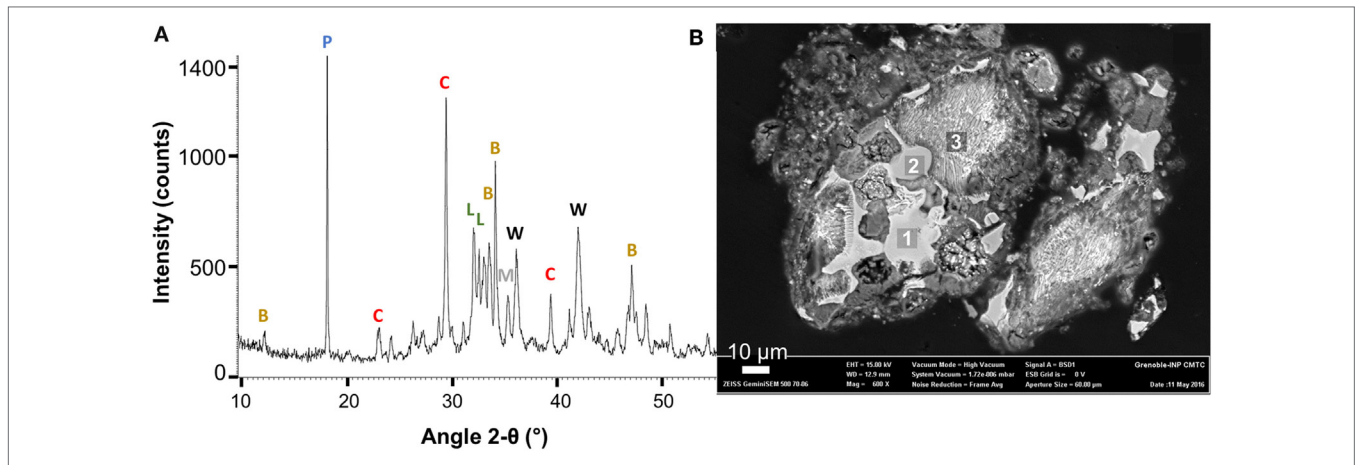 A
B
P
1400
C
1000
B
B
L
L
W
W
M
500
C
B
B
C
0
10
20
30
40
50
Intensity (counts)
Angle 2-θ (°)
3
2
1
10 µm
EHT = 15.00 kV
Vacuum Mode = High Vacuum
Signal A = BSD1
Grenoble-INP CMTC
WD = 12.9 mm
System Vacuum = 1.72e-006 mbar
ESB Grid is = 0 V
ZEISS GeminiSEM 500 70-06
Mag = 600 X
Noise Reduction = Frame Avg
Aperture Size = 60.00 µm
Date :11 May 2016